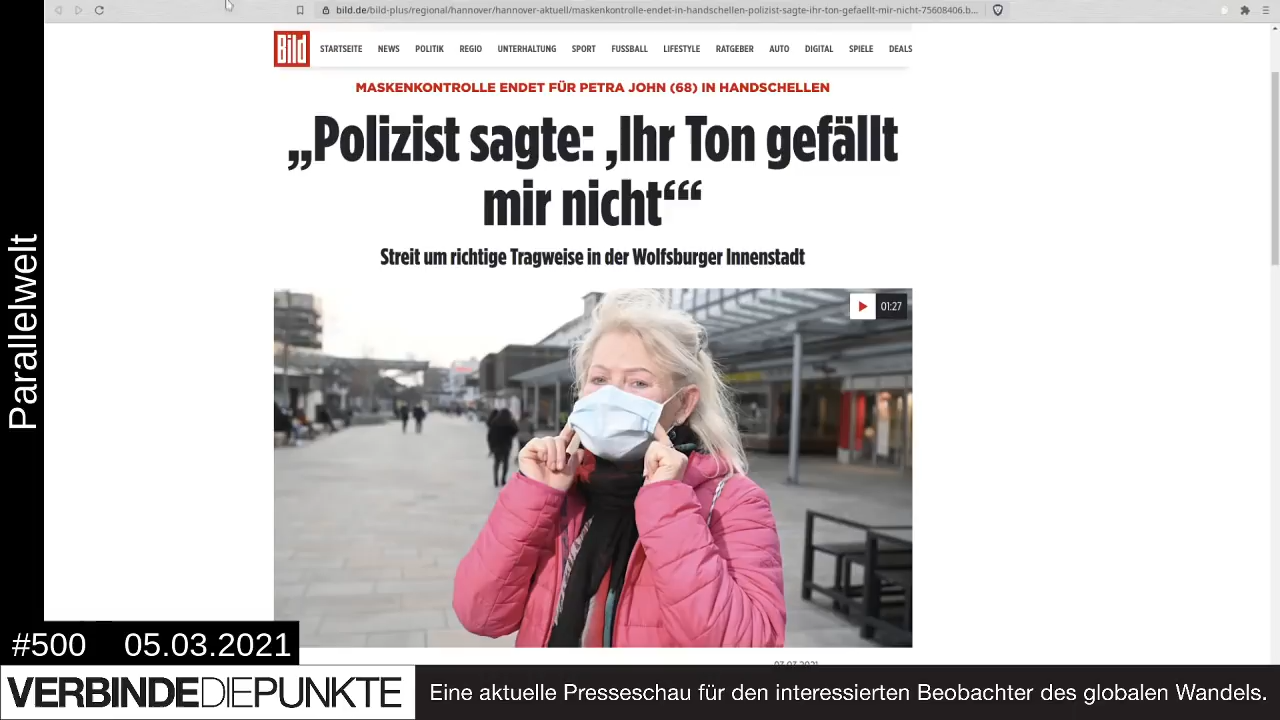 bild.de/bild-plus/regional/hannover/hannover-aktuell/maskenkontrolle-endet-in-handschellen-polizist-sagte-ihr-ton-gefaellt-mir-nicht-75608406.b...
Bild
STARTSEITE NEWS POLITIK REGIO UNTERHALTUNG SPORT FUSSBALL LIFESTYLE RATGEBER AUTO DIGITAL SPIELE DEALS
MASKENKONTROLLE ENDET FÜR PETRA JOHN (68) IN HANDSCHELLEN
„Polizist sagte: ‚Ihr Ton gefällt
mir nicht‘“
Streit um richtige Tragweise in der Wolfsburger Innenstadt
01:27
Parallelwelt
#500 05.03.2021
VERBINDEDIEPUNKTE
Eine aktuelle Presseschau für den interessierten Beobachter des globalen Wandels.